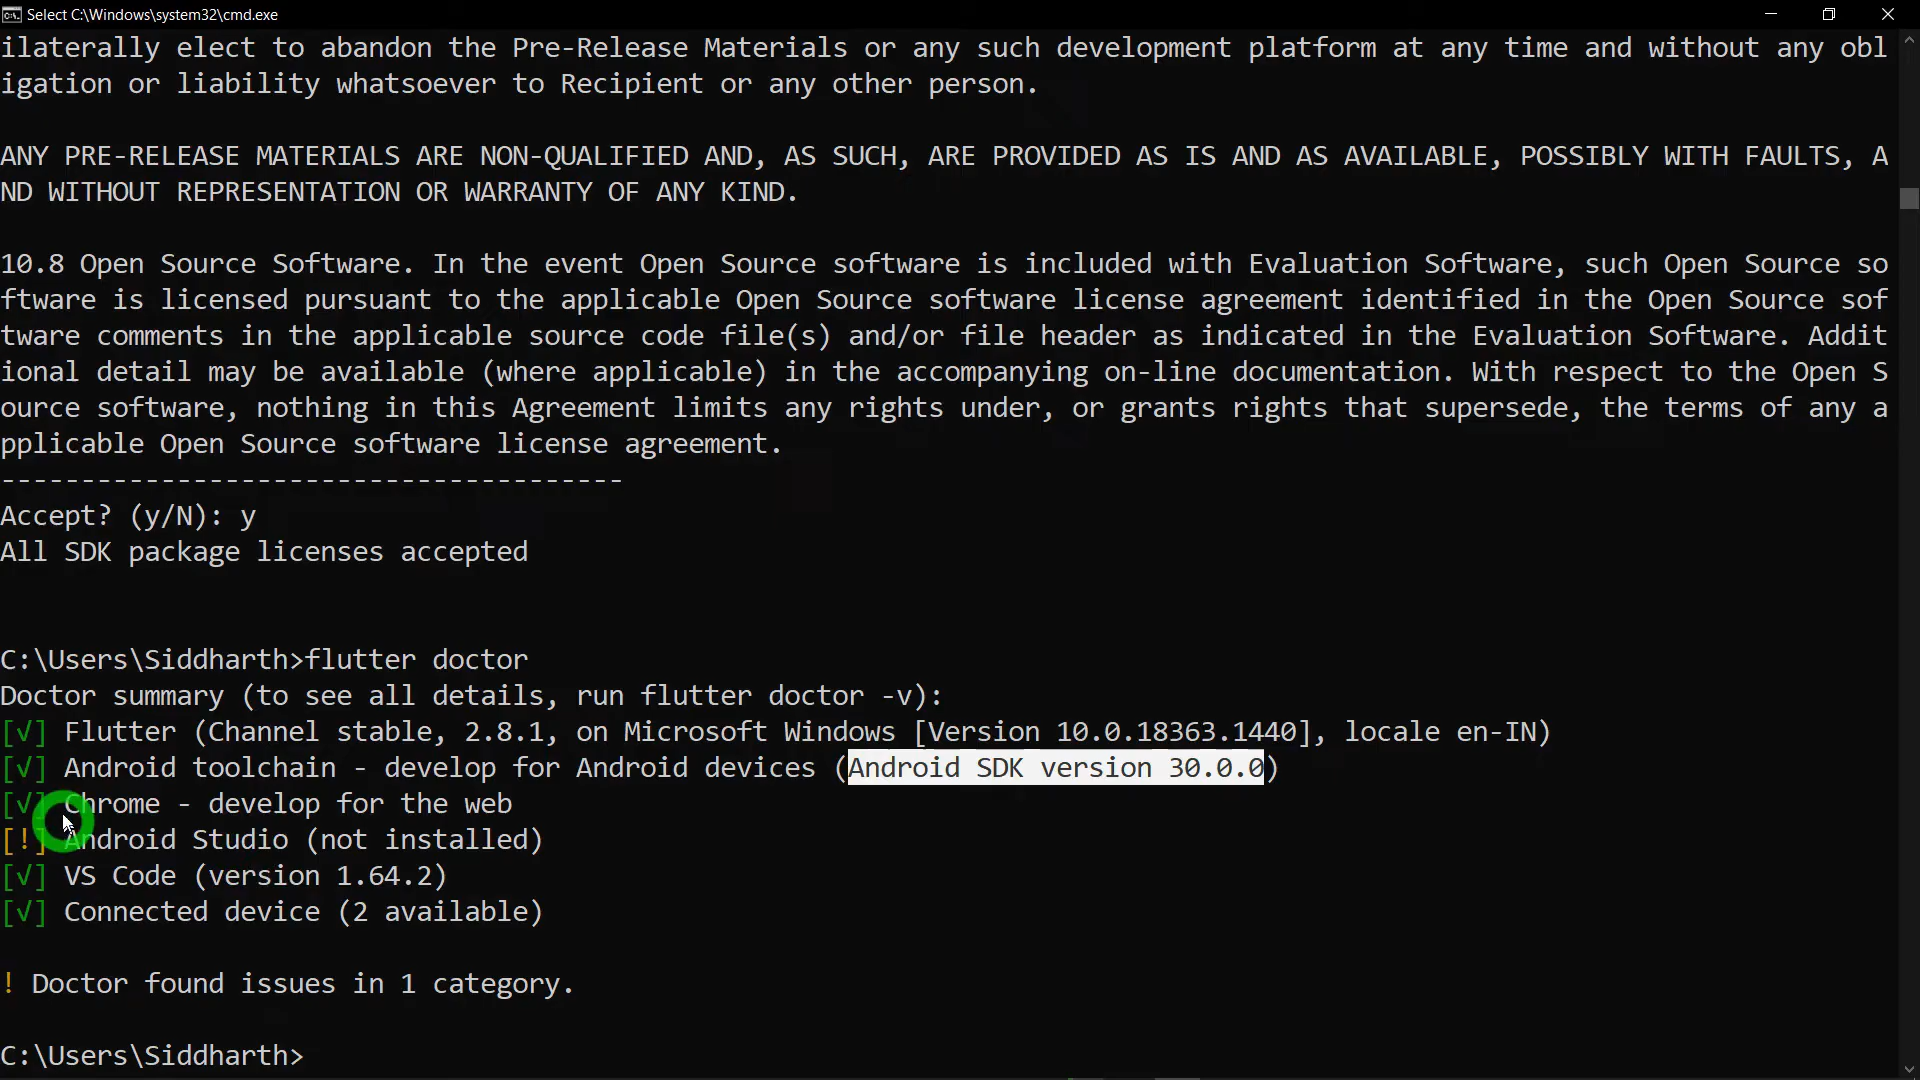 Select C:\Windows\system32\cmd.exe
ilaterally elect to abandon the Pre-Release Materials or any such development platform at any time and without any obl
igation or liability whatsoever to Recipient or any other person.
ANY PRE-RELEASE MATERIALS ARE NON-QUALIFIED AND, AS SUCH, ARE PROVIDED AS IS AND AS AVAILABLE, POSSIBLY WITH FAULTS, A
ND WITHOUT REPRESENTATION OR WARRANTY OF ANY KIND.
10.8 Open Source Software. In the event Open Source software is included with Evaluation Software, such Open Source so
ftware is licensed pursuant to the applicable Open Source software license agreement identified in the Open Source sof
tware comments in the applicable source code file(s) and/or file header as indicated in the Evaluation Software. Addit
ional detail may be available (where applicable) in the accompanying on-line documentation. With respect to the Open S
ource software, nothing in this Agreement limits any rights under, or grants rights that supersede, the terms of any a
pplicable Open Source software license agreement.
---------------------------------------
Accept? (y/N): y
All SDK package licenses accepted
C:\Users\Siddharth>flutter doctor
Doctor summary (to see all details, run flutter doctor -v):
[√] Flutter (Channel stable, 2.8.1, on Microsoft Windows [Version 10.0.18363.1440], locale en-IN)
[√] Android toolchain - develop for Android devices (Android SDK version 30.0.0)
[√] Chrome - develop for the web
[!] Android Studio (not installed)
[√] VS Code (version 1.64.2)
[√] Connected device (2 available)
! Doctor found issues in 1 category.
C:\Users\Siddharth>